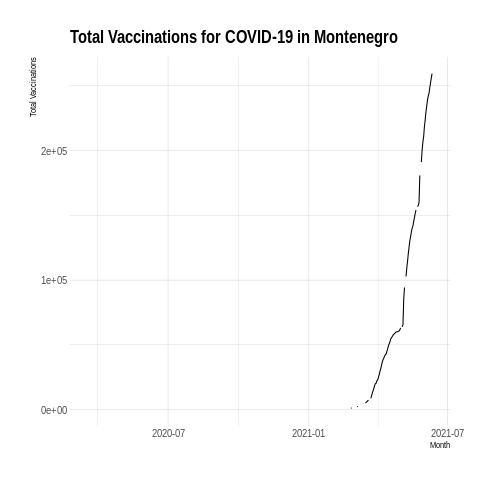 Total Vaccinations for COVID-19 in Montenegro
Total Vaccinations
2e+05
1e+05
0e+00
2020-07
2021-01
2021-07
Month